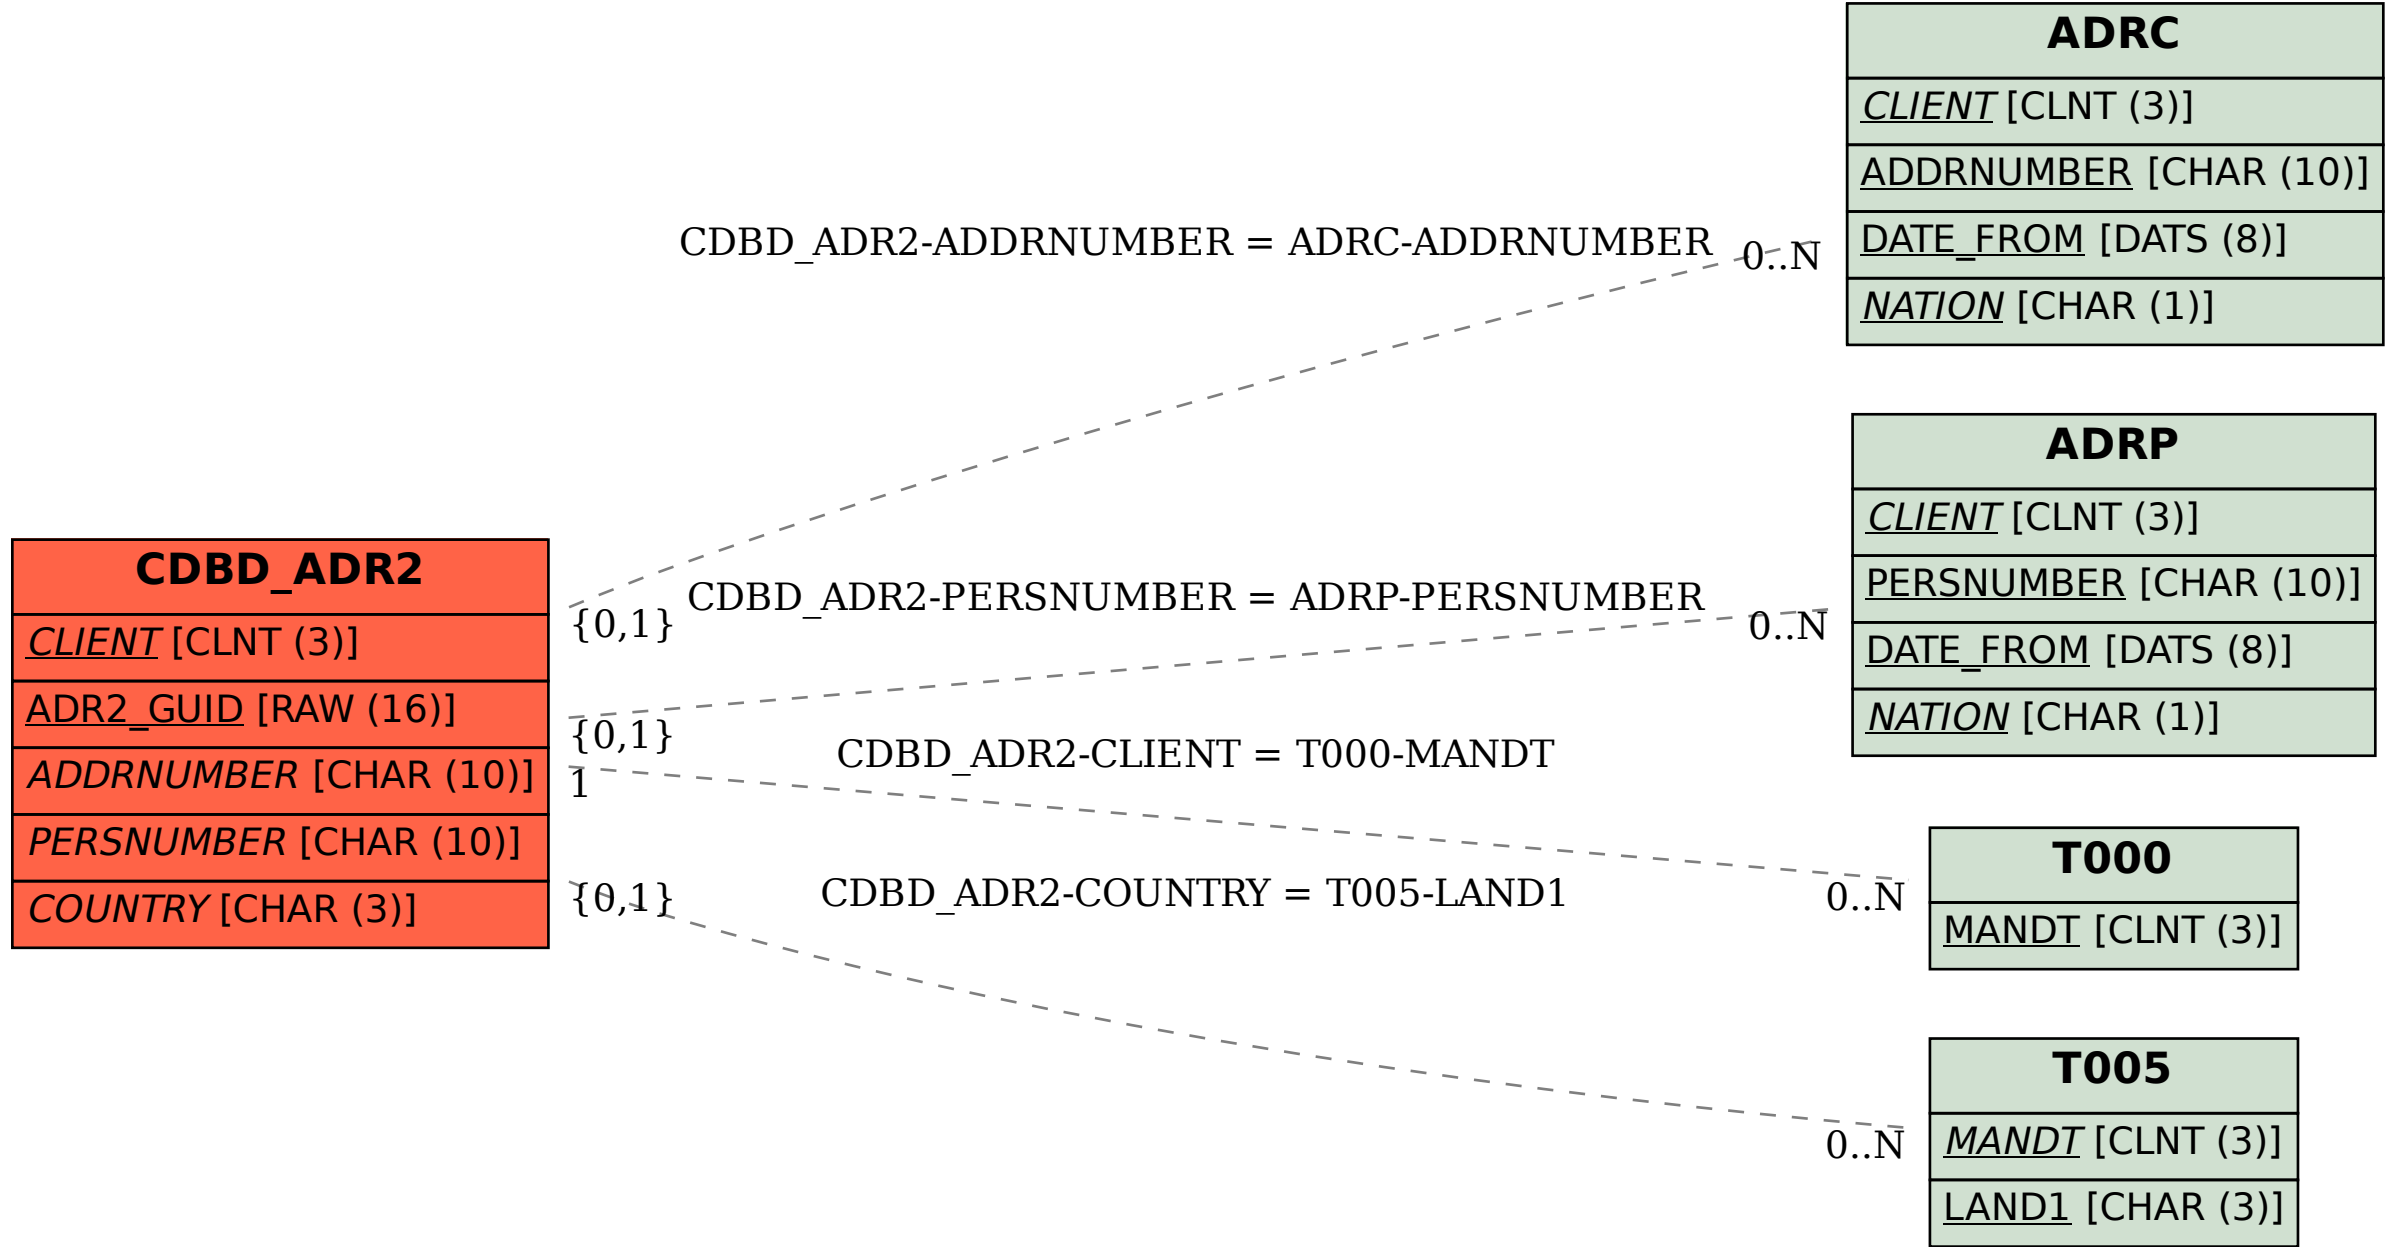 ADRC
CLIENT [CLNT (3)]
ADDRNUMBER [CHAR (10)]
DATE_FROM [DATS (8)]
NATION [CHAR (1)]
CDBD_ADR2-ADDRNUMBER = ADRC-ADDRNUMBER
0..N
{0,1}
ADRP
CLIENT [CLNT (3)]
PERSNUMBER [CHAR (10)]
DATE_FROM [DATS (8)]
NATION [CHAR (1)]
CDBD_ADR2-PERSNUMBER = ADRP-PERSNUMBER
0..N
{0,1}
CDBD_ADR2
CLIENT [CLNT (3)]
ADR2_GUID [RAW (16)]
ADDRNUMBER [CHAR (10)]
PERSNUMBER [CHAR (10)]
COUNTRY [CHAR (3)]
CDBD_ADR2-CLIENT = T000-MANDT
1
0..N
T000
MANDT [CLNT (3)]
CDBD_ADR2-COUNTRY = T005-LAND1
{0,1}
0..N
T005
MANDT [CLNT (3)]
LAND1 [CHAR (3)]